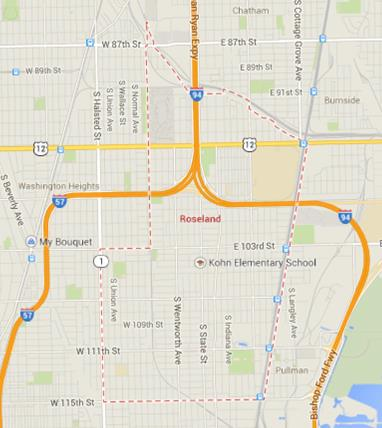 Chatham
an Ryan Expy
S Cottage Grove Ave
W 87th St
E 87th St
W 89th St
E 89th St
S Halsted St
S Union Ave
S Wallace St
S Normal Ave
94
E 91st St
Burnside
12
12
Washington Heights
S Beverly Ave
57
Roseland
94
My Bouquet
E 103rd St
1
Kohn Elementary School
57
S Union Ave
S Wentworth Ave
S State St
S Indiana Ave
S Langley Ave
W 109th St
W 111th St
Pullman
Bishop Ford Fwy
W 115th St